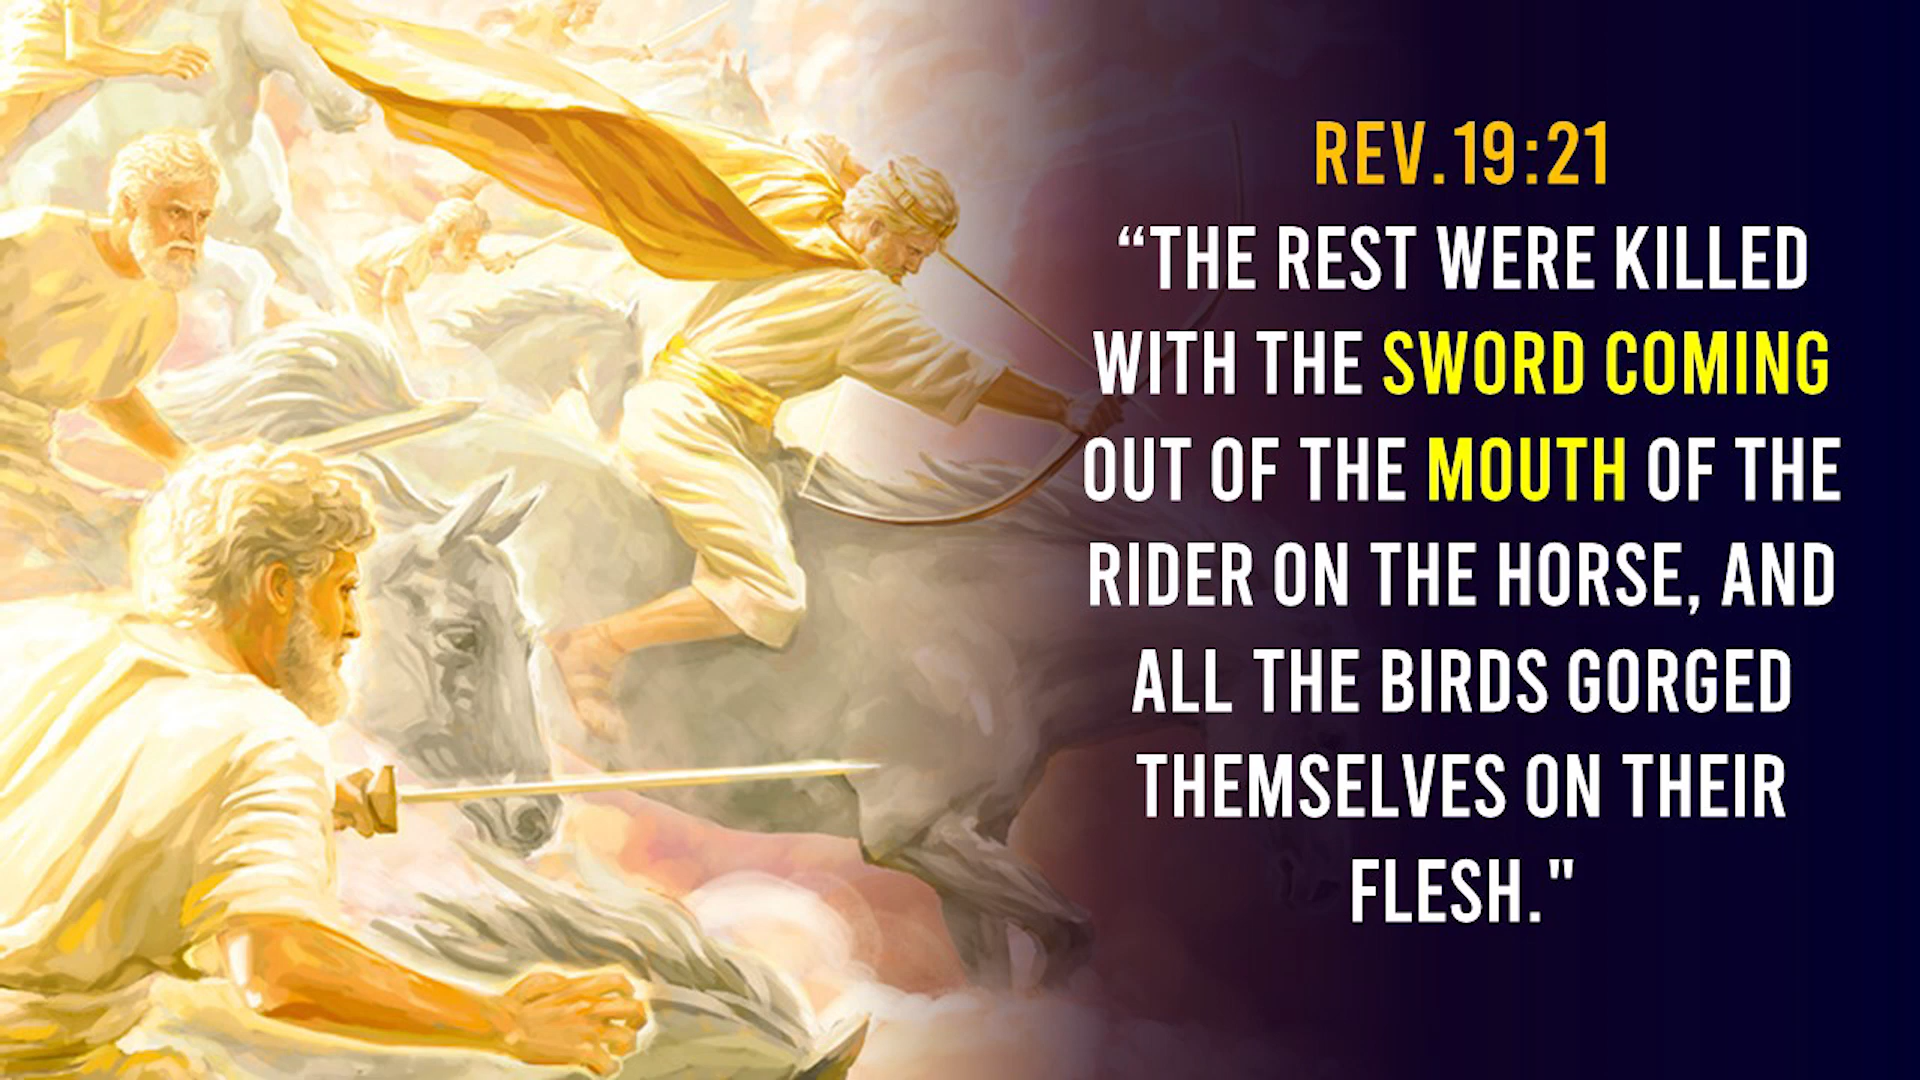 REV.19:21
“THE REST WERE KILLED
WITH THE SWORD COMING
OUT OF THE MOUTH OF THE
RIDER ON THE HORSE, AND
ALL THE BIRDS GORGED
THEMSELVES ON THEIR
FLESH."